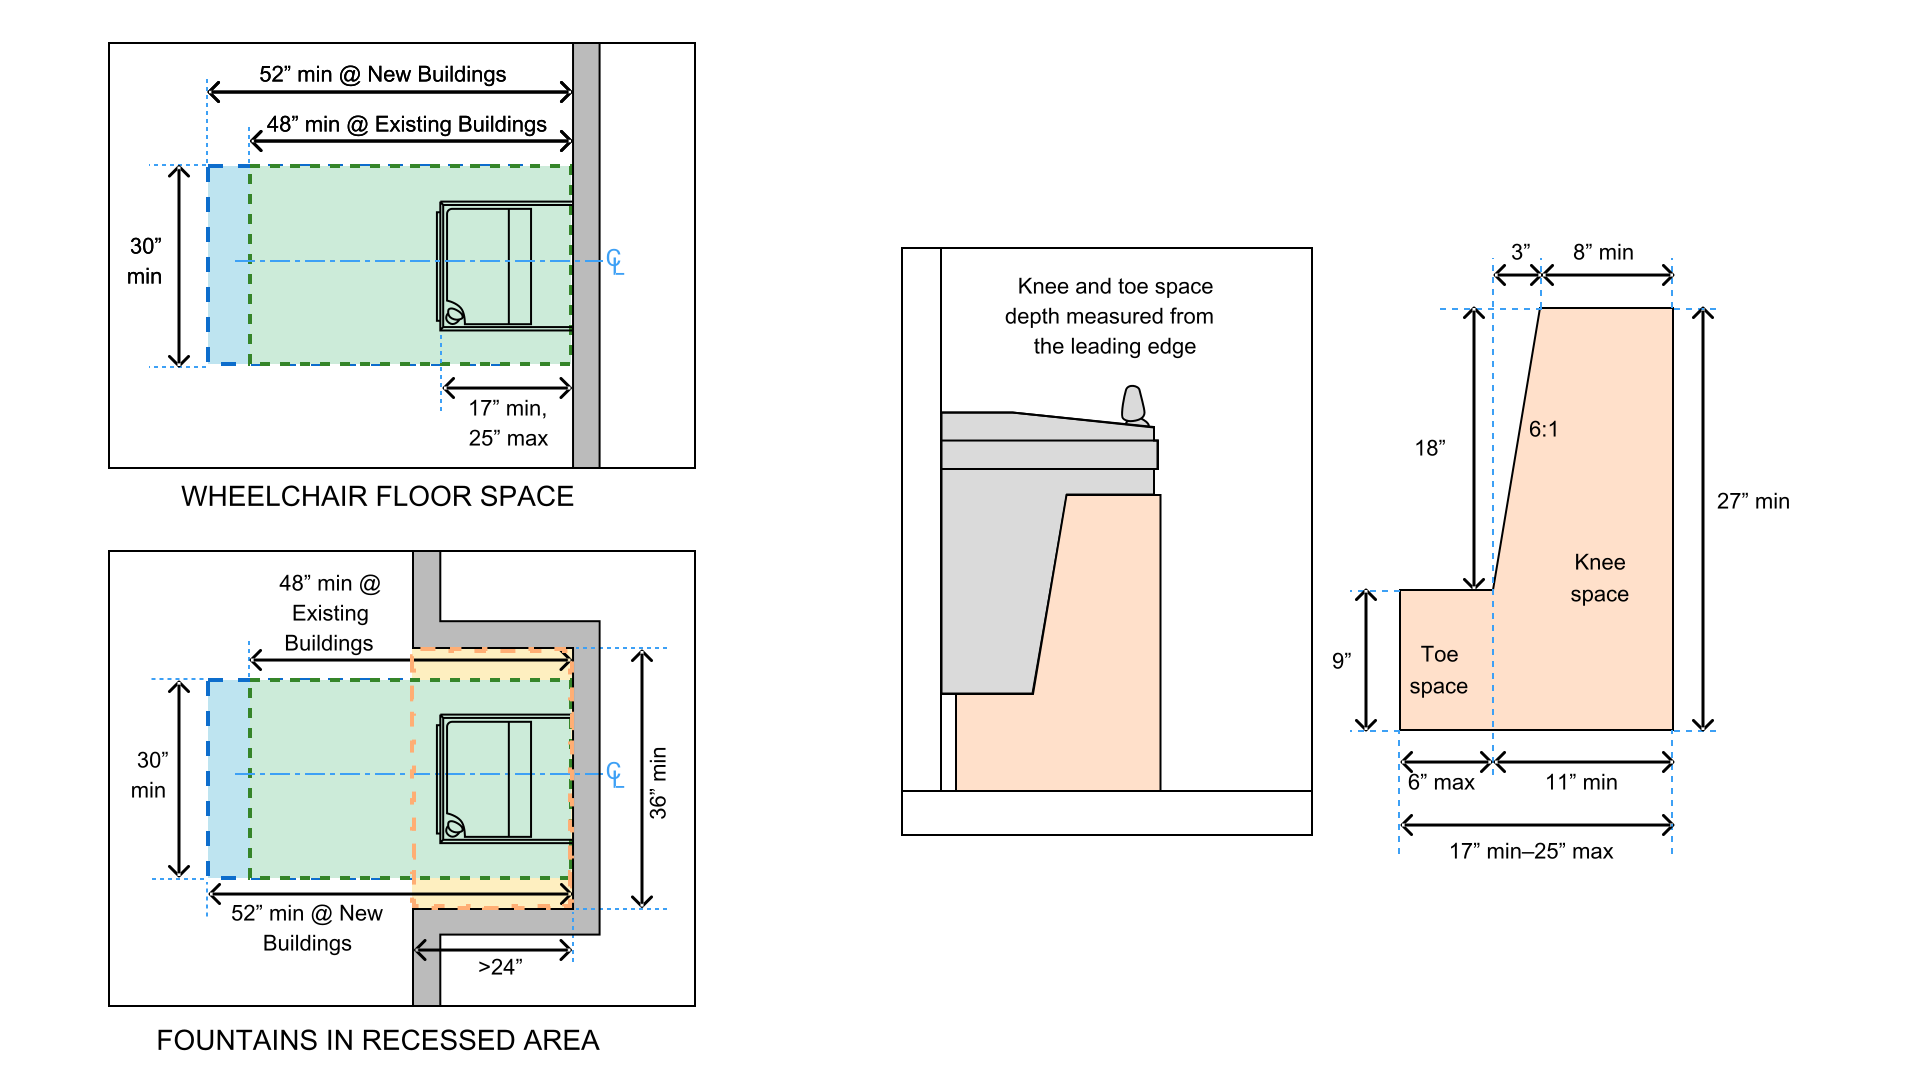 52” min @ New Buildings
48” min @ Existing Buildings
30”
min
℄
17” min,
25” max
WHEELCHAIR FLOOR SPACE
48” min @
Existing
Buildings
30”
min
℄
36” min
52” min @ New
Buildings
>24”
FOUNTAINS IN RECESSED AREA
Knee and toe space
depth measured from
the leading edge
3”
8” min
18”
6:1
27” min
Knee
space
9”
Toe
space
6” max
11” min
17” min–25” max